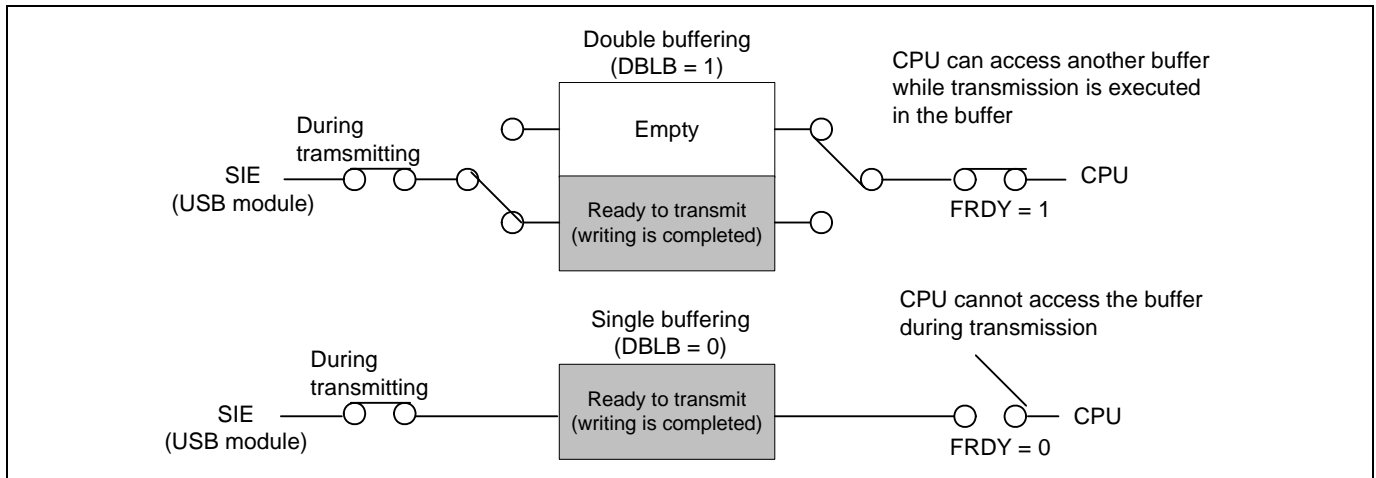 Double buffering
(DBLB = 1)
CPU can access another buffer
while transmission is executed
in the buffer
During
tramsmitting
Empty
SIE
(USB module)
CPU
FRDY = 1
Ready to transmit
(writing is completed)
Single buffering
(DBLB = 0)
CPU cannot access the buffer
during transmission
During
transmitting
Ready to transmit
(writing is completed)
SIE
(USB module)
CPU
FRDY = 0